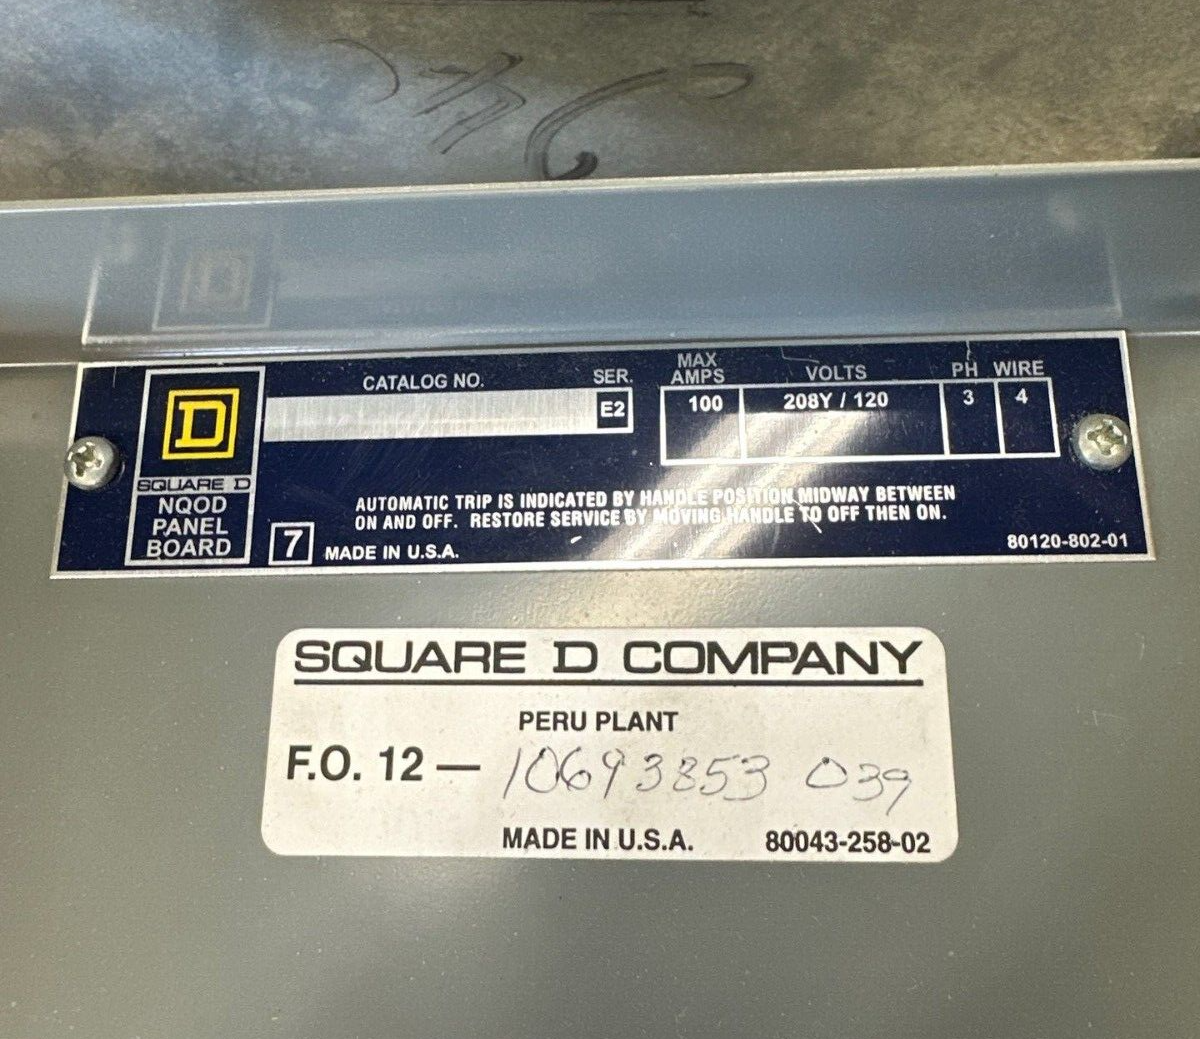 CATALOG NO. SER. MAX AMPS VOLTS PH WIRE
E2 100 208Y / 120 3 4
D
SQUARE D
NQOD
PANEL
BOARD
AUTOMATIC TRIP IS INDICATED BY HANDLE POSITION MIDWAY BETWEEN
ON AND OFF. RESTORE SERVICE BY MOVING HANDLE TO OFF THEN ON.
7 MADE IN U.S.A. 80120-802-01
SQUARE D COMPANY
PERU PLANT
F.O. 12 — 10693853 039
MADE IN U.S.A. 80043-258-02